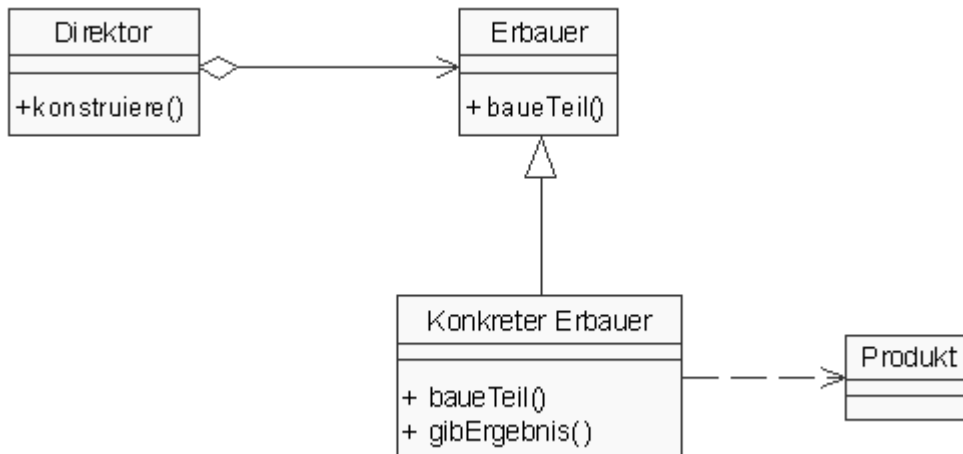 Direktor
+konstruiere()
Erbauer
+ baueTeil()
Konkreter Erbauer
+ baueTeil()
+ gibErgebnis()
Produkt